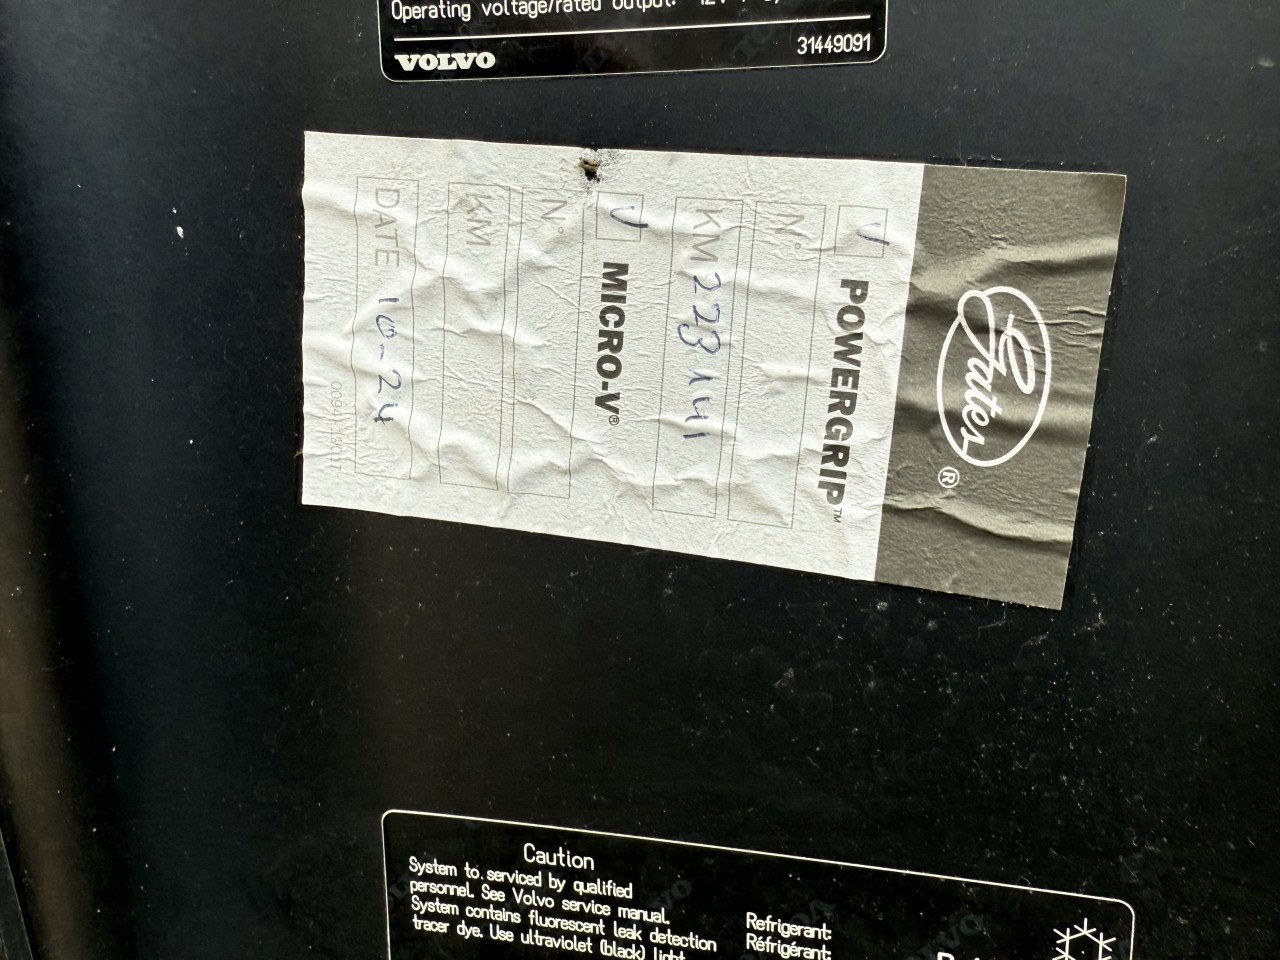 Operating voltage/rated output: 12V
VOLVO 31449091
Gates®
POWERGRIP™
N°
KM 223141
MICRO-V®
N°
KM
DATE 10-24
Caution
System to. serviced by qualified
personnel. See Volvo service manual.
System contains fluorescent leak detection
tracer dye. Use ultraviolet (black) light
Refrigerant:
Réfrigérant: